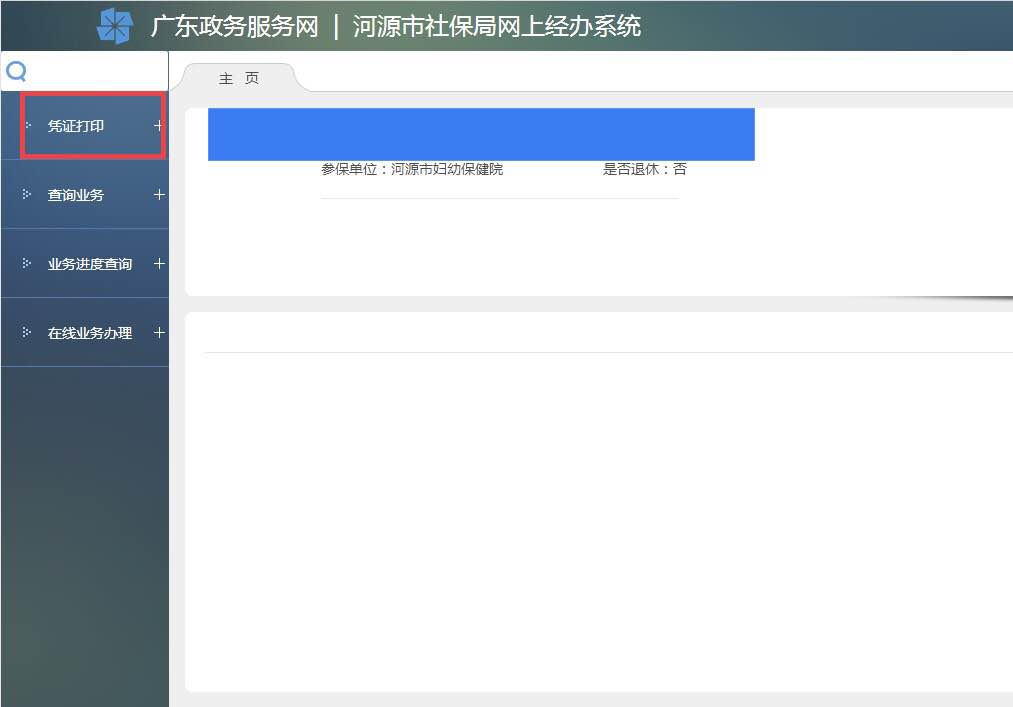 广东政务服务网 | 河源市社保局网上经办系统
主 页
凭证打印
参保单位：河源市妇幼保健院 是否退休：否
查询业务
业务进度查询
在线业务办理